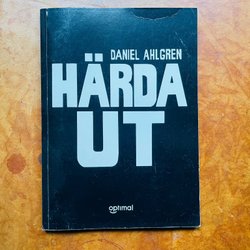 DANIEL AHLGREN
HÄRDA
UT
optimal